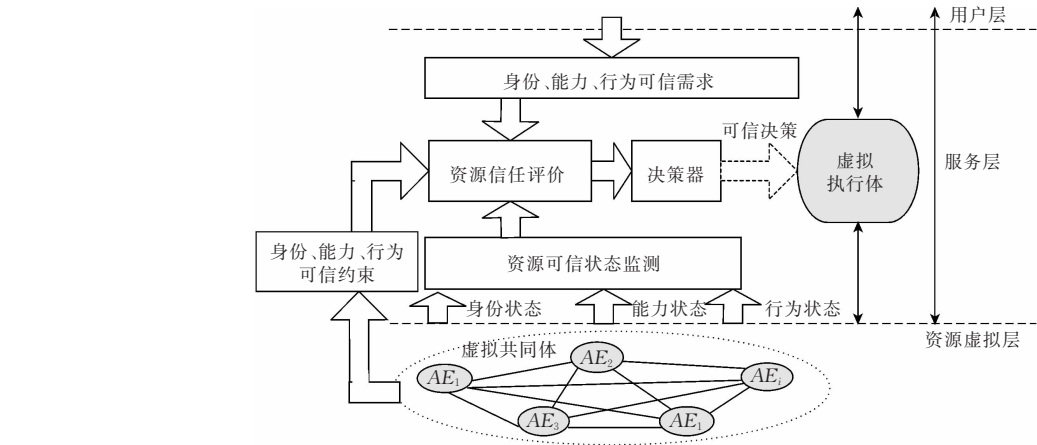 用户层
身份、能力、行为可信需求
可信决策
资源信任评价
决策器
虚拟
执行体
服务层
身份、能力、行为
可信约束
资源可信状态监测
身份状态
能力状态
行为状态
资源虚拟层
虚拟共同体
AE₁
AE₂
AEᵢ
AE₃
AE₁